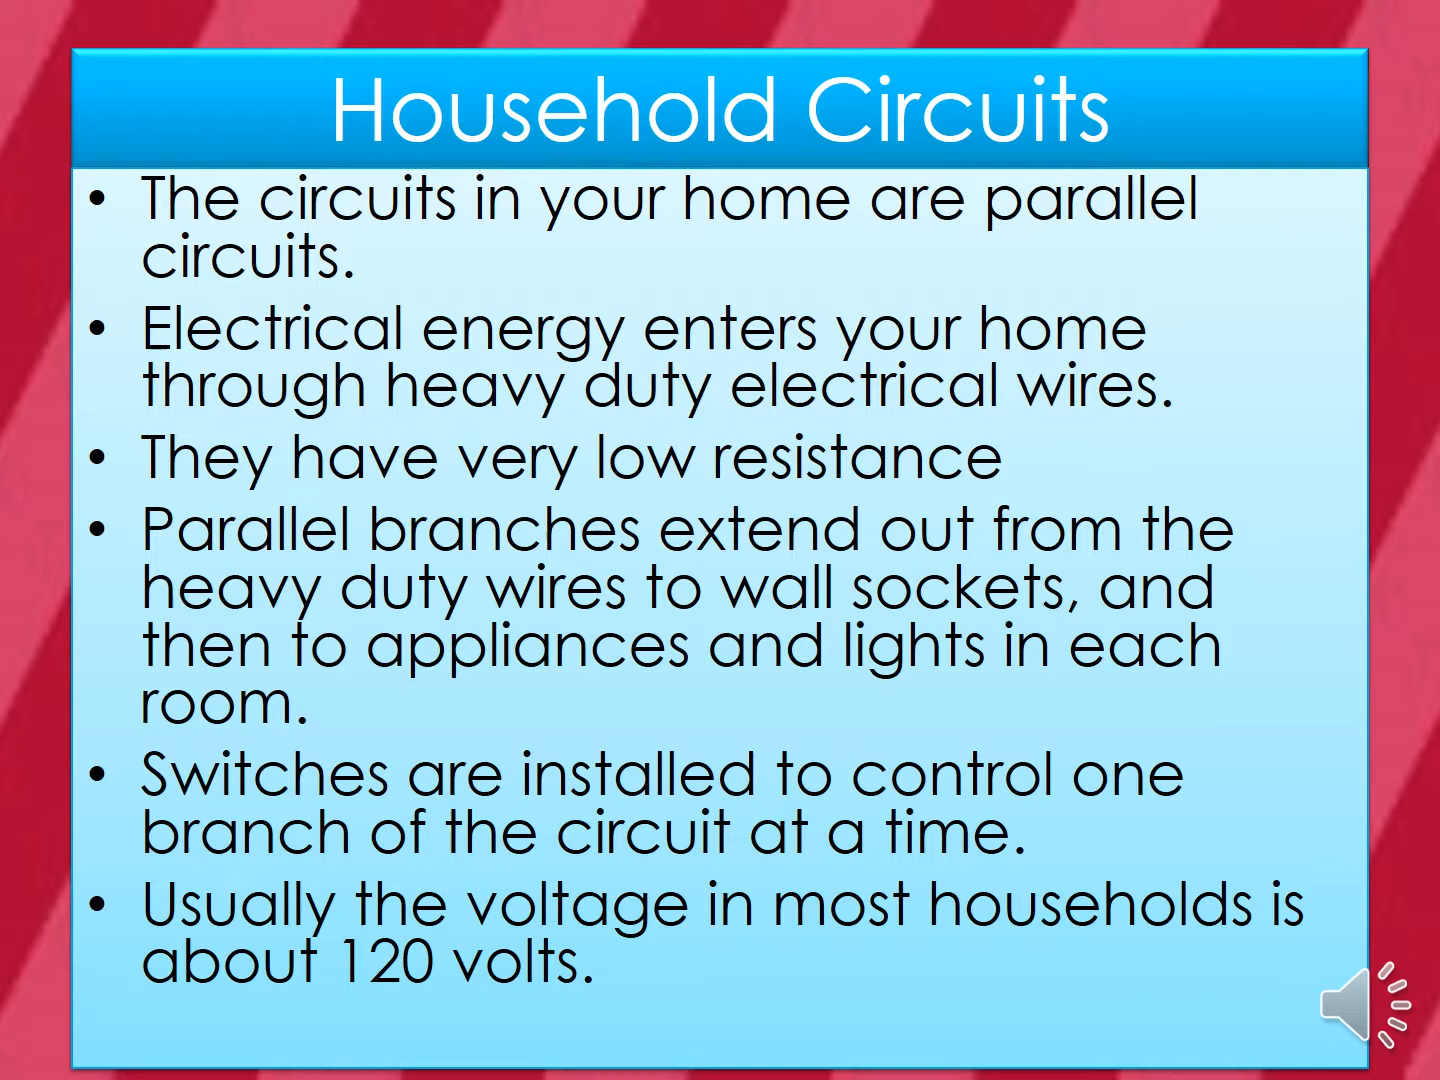 Household Circuits
• The circuits in your home are parallel
circuits.
• Electrical energy enters your home
through heavy duty electrical wires.
• They have very low resistance
• Parallel branches extend out from the
heavy duty wires to wall sockets, and
then to appliances and lights in each
room.
• Switches are installed to control one
branch of the circuit at a time.
• Usually the voltage in most households is
about 120 volts.